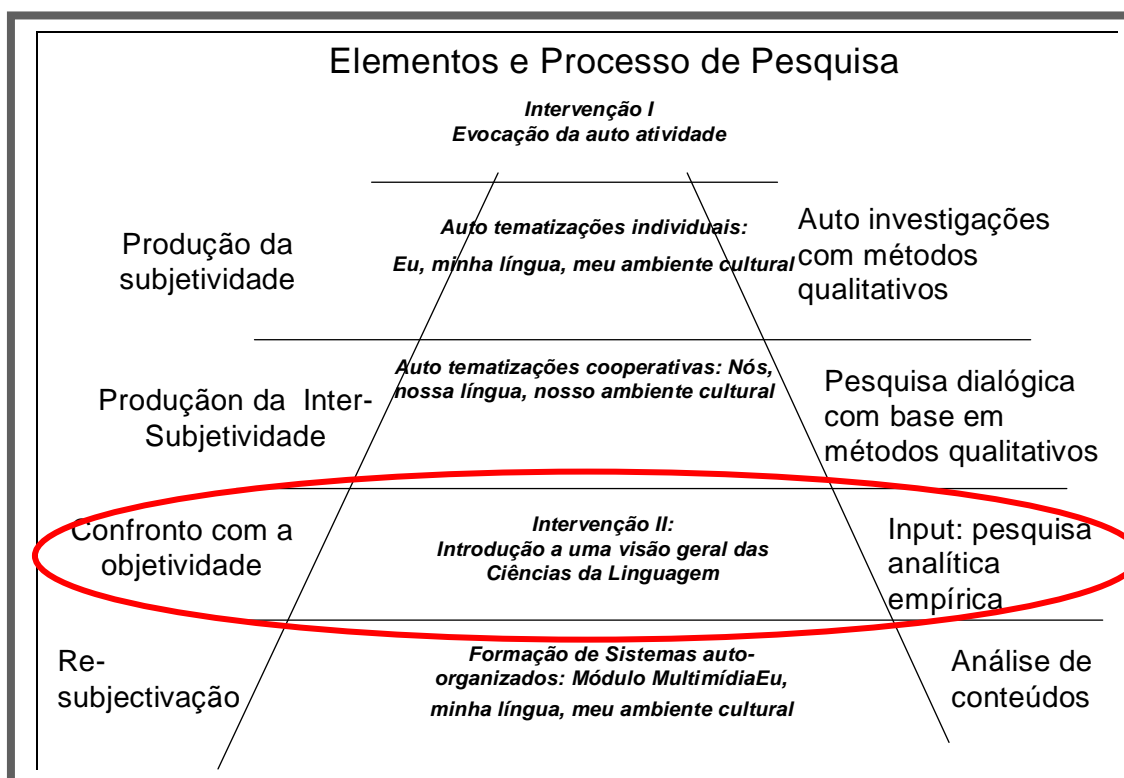 Elementos e Processo de Pesquisa
Intervenção I
Evocação da auto atividade
Produção da
subjetividade
Auto tematizações individuais:
Eu, minha língua, meu ambiente cultural
Auto investigações
com métodos
qualitativos
Produçãon da Inter-
Subjetividade
Auto tematizações cooperativas: Nós,
nossa língua, nosso ambiente cultural
Pesquisa dialógica
com base em
métodos qualitativos
Confronto com a
objetividade
Intervenção II:
Introdução a uma visão geral das
Ciências da Linguagem
Input: pesquisa
analítica
empírica
Re-
subjectivação
Formação de Sistemas auto-
organizados: Módulo MultimídiaEu,
minha língua, meu ambiente cultural
Análise de
conteúdos